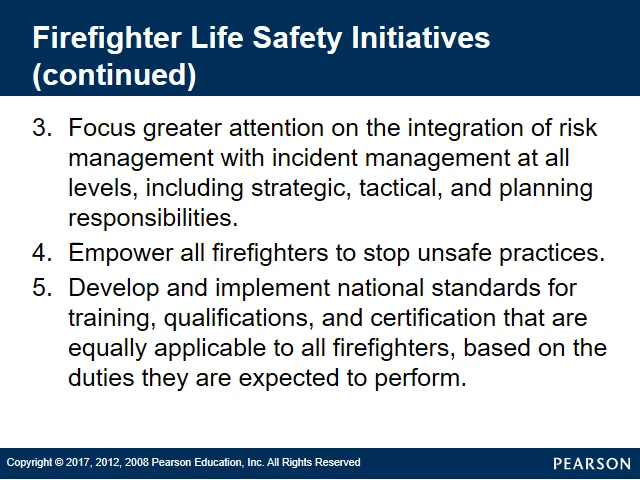 Firefighter Life Safety Initiatives
(continued)
3. Focus greater attention on the integration of risk
management with incident management at all
levels, including strategic, tactical, and planning
responsibilities.
4. Empower all firefighters to stop unsafe practices.
5. Develop and implement national standards for
training, qualifications, and certification that are
equally applicable to all firefighters, based on the
duties they are expected to perform.
Copyright © 2017, 2012, 2008 Pearson Education, Inc. All Rights Reserved
PEARSON